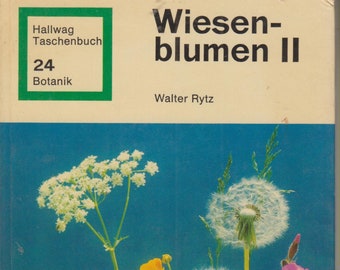 Hallwag
Taschenbuch
24
Botanik
Wiesen-
blumen II
Walter Rytz